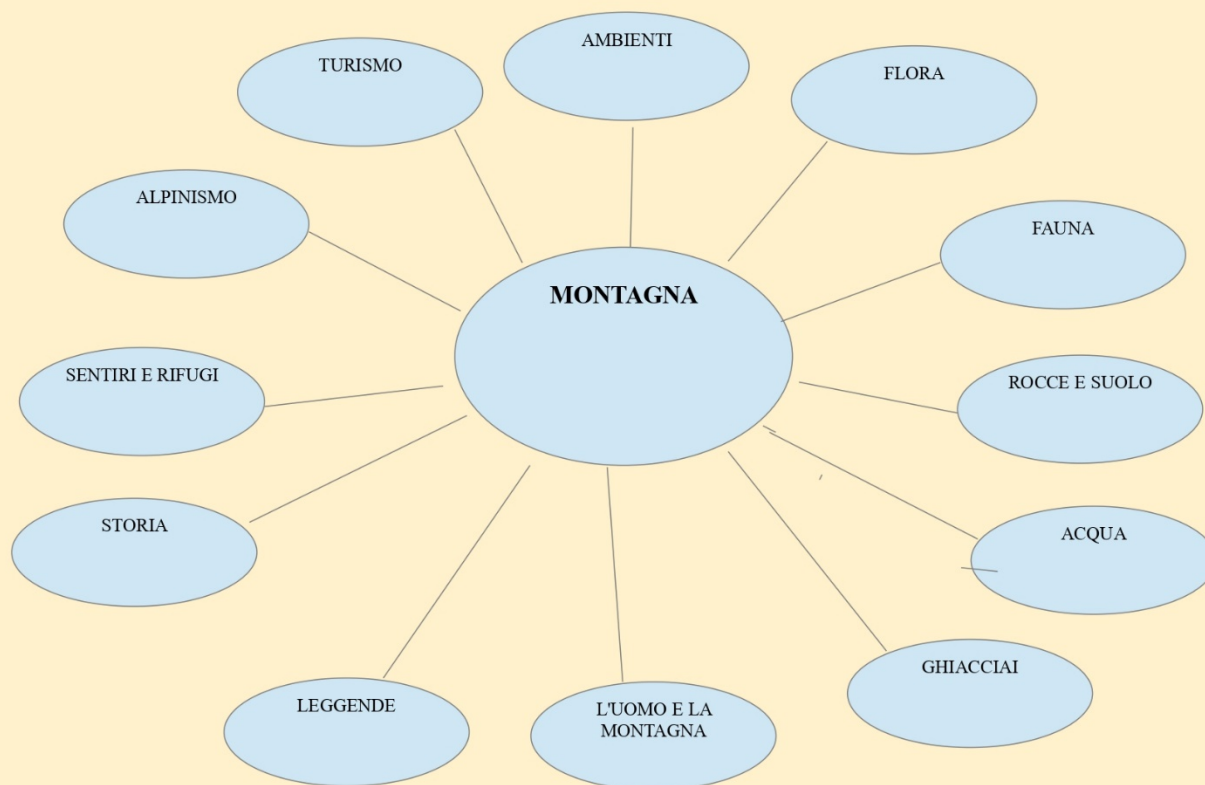 AMBIENTI
TURISMO
FLORA
ALPINISMO
FAUNA
MONTAGNA
SENTIRI E RIFUGI
ROCCE E SUOLO
STORIA
ACQUA
GHIACCIAI
LEGGENDE
L'UOMO E LA
MONTAGNA